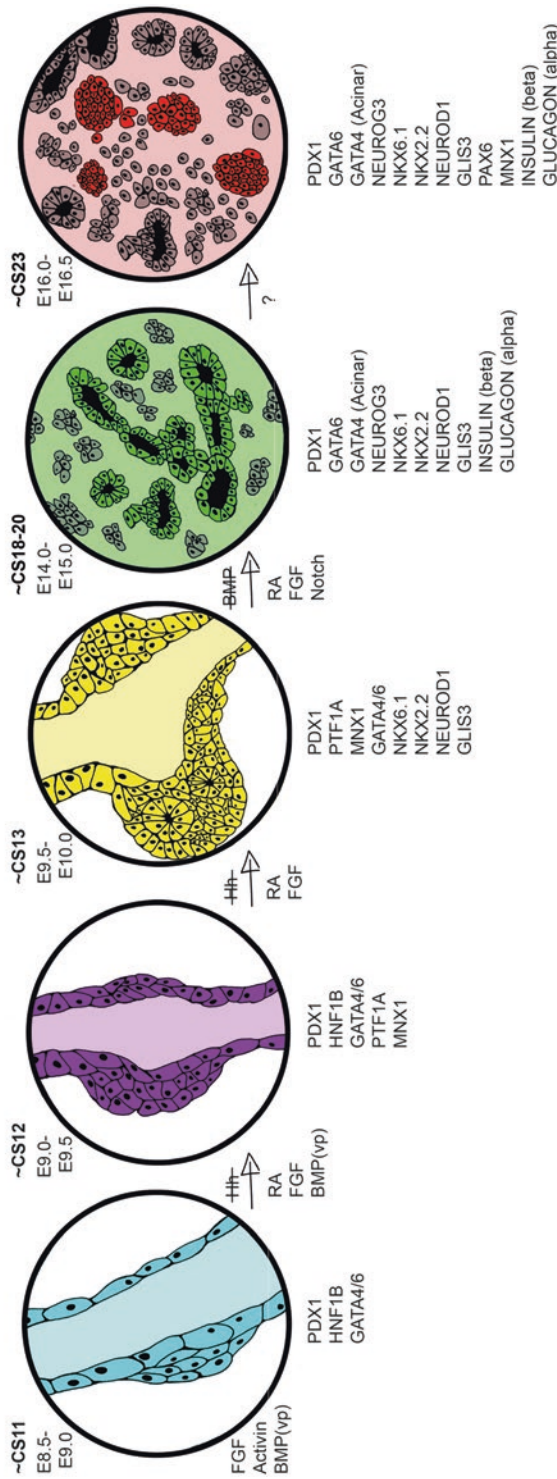 ~CS11
E8.5-
E9.0
FGF
Activin
BMP(vp)
PDX1
HNF1B
GATA4/6
Hh
RA
FGF
BMP(vp)
~CS12
E9.0-
E9.5
PDX1
HNF1B
GATA4/6
PTF1A
MNX1
Hh
RA
FGF
~CS13
E9.5-
E10.0
PDX1
PTF1A
MNX1
GATA4/6
NKX6.1
NKX2.2
NEUROD1
GLIS3
BMP
RA
FGF
Notch
~CS18-20
E14.0-
E15.0
PDX1
GATA6
GATA4 (Acinar)
NEUROG3
NKX6.1
NKX2.2
NEUROD1
GLIS3
INSULIN (beta)
GLUCAGON (alpha)
?
~CS23
E16.0-
E16.5
PDX1
GATA6
GATA4 (Acinar)
NEUROG3
NKX6.1
NKX2.2
NEUROD1
GLIS3
PAX6
MNX1
INSULIN (beta)
GLUCAGON (alpha)